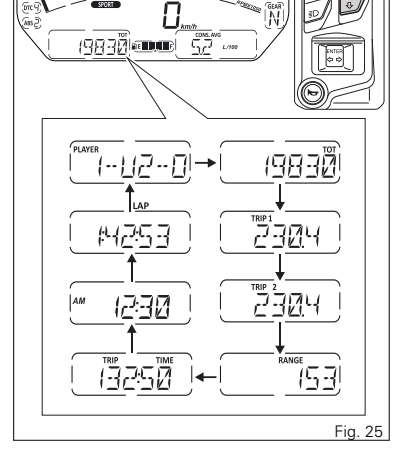 DTC 4
SPORT
0 km/h
GEAR
N
ABS 3
TOT
19830
E F
CONS. AVG
5.2 L/100
ENTER
PLAYER
1--U2--0
TOT
19830
LAP
1:42:53
TRIP 1
230.4
AM
12:30
TRIP 2
230.4
TRIP TIME
132:50
RANGE
153
Fig. 25